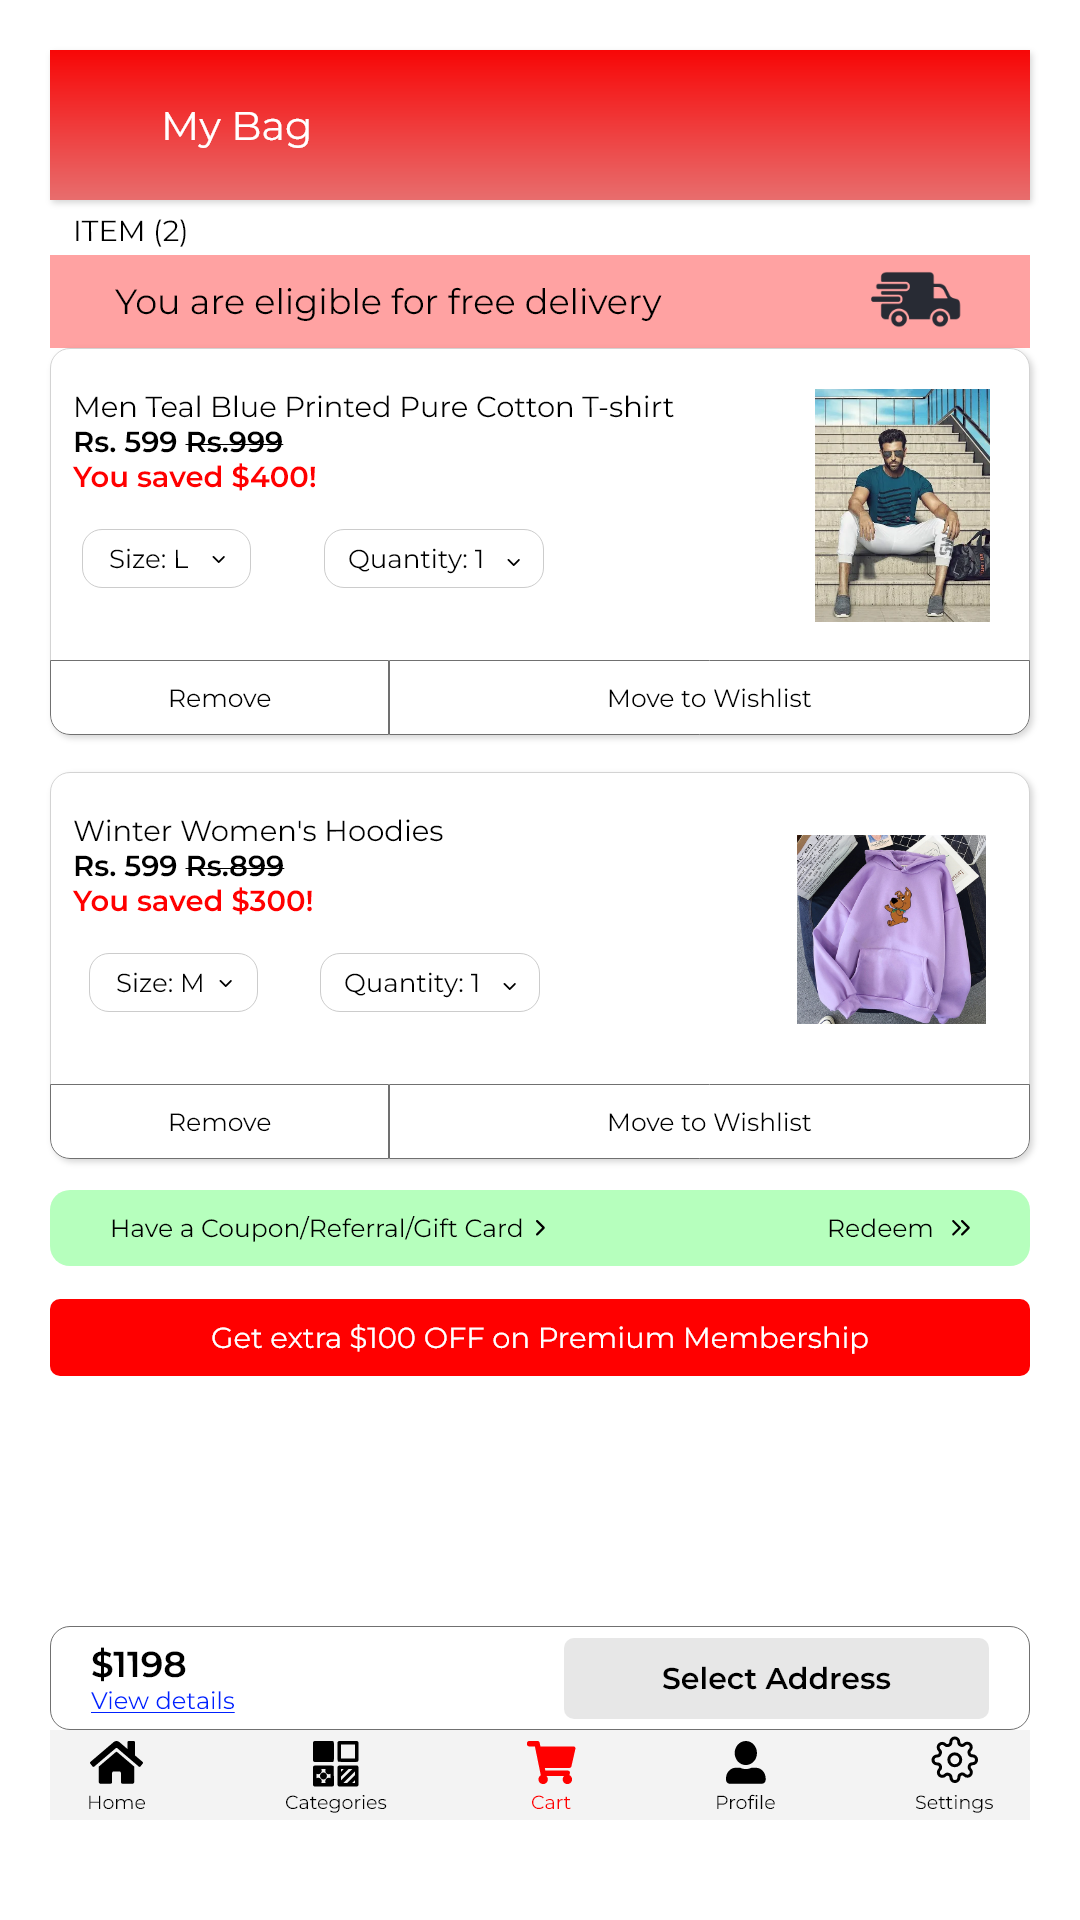 My Bag
ITEM (2)
You are eligible for free delivery
Men Teal Blue Printed Pure Cotton T-shirt
Rs. 599 Rs.999
You saved $400!
Size: L
Quantity: 1
Remove
Move to Wishlist
Winter Women's Hoodies
Rs. 599 Rs.899
You saved $300!
Size: M
Quantity: 1
Remove
Move to Wishlist
Have a Coupon/Referral/Gift Card
Redeem
Get extra $100 OFF on Premium Membership
$1198
View details
Select Address
Home
Categories
Cart
Profile
Settings